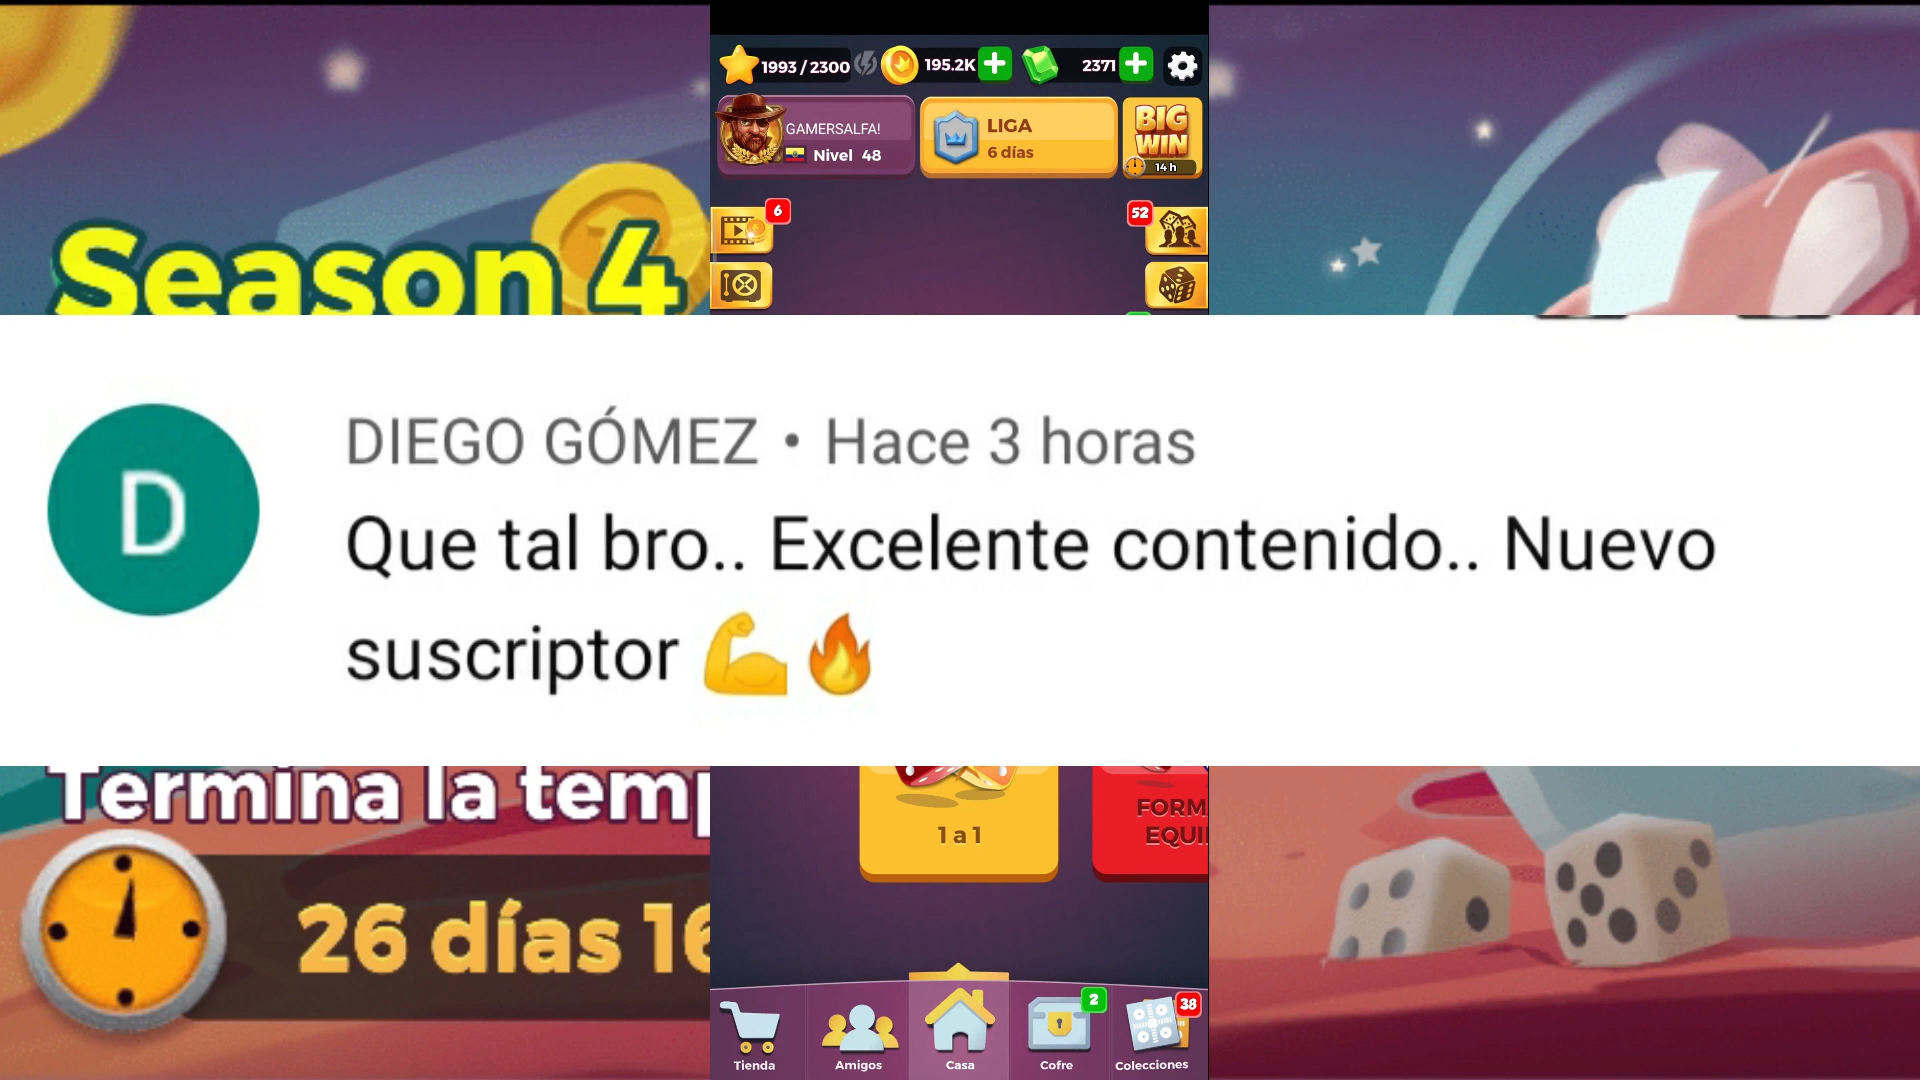 1993 / 2300
195.2K
2371
GAMERSALFA!
Nivel 48
LIGA
6 días
BIG
WIN
14 h
6
52
Season 4
DIEGO GÓMEZ • Hace 3 horas
D
Que tal bro.. Excelente contenido.. Nuevo
suscriptor 💪🔥
Termina la temp
26 días 16
1 a 1
FORM
EQUI
2
38
Tienda
Amigos
Casa
Cofre
Colecciones